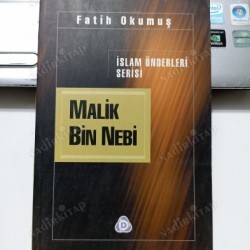 Fatih Okumuş
İSLAM ÖNDERLERİ
SERİSİ
MALİK
BİN NEBİ